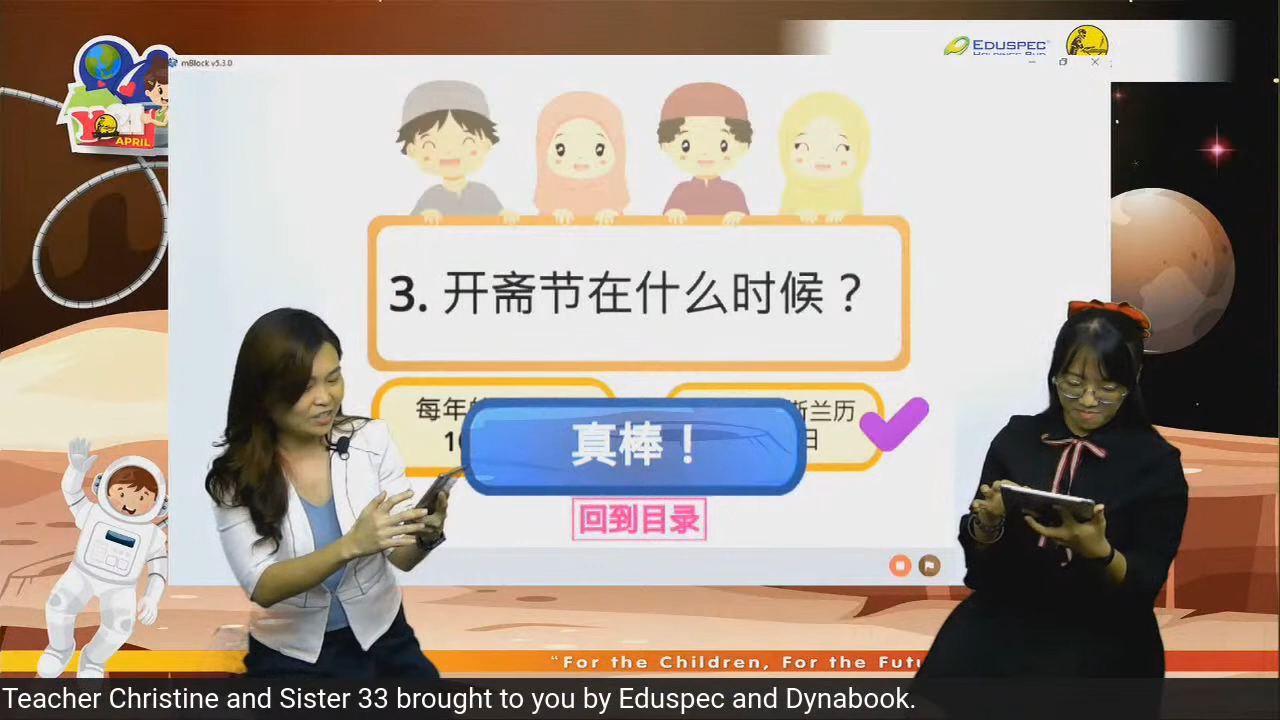 EDUSPEC
mBlock v5.3.0
APRIL
3. 开斋节在什么时候？
每年
斯兰历
日
真棒！
回到目录
“For the Children, For the Futu
Teacher Christine and Sister 33 brought to you by Eduspec and Dynabook.